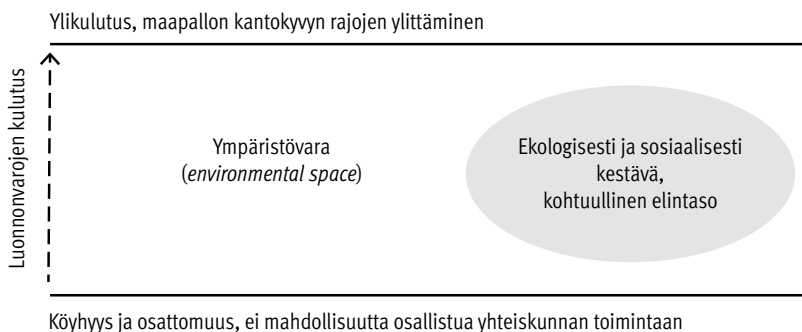 Ylikulutus, maapallon kantokyvyn rajojen ylittäminen
Luonnonvarojen kulutus
Ympäristövara
(environmental space)
Ekologisesti ja sosiaalisesti
kestävä,
kohtuullinen elintaso
Köyhyys ja osattomuus, ei mahdollisuutta osallistua yhteiskunnan toimintaan